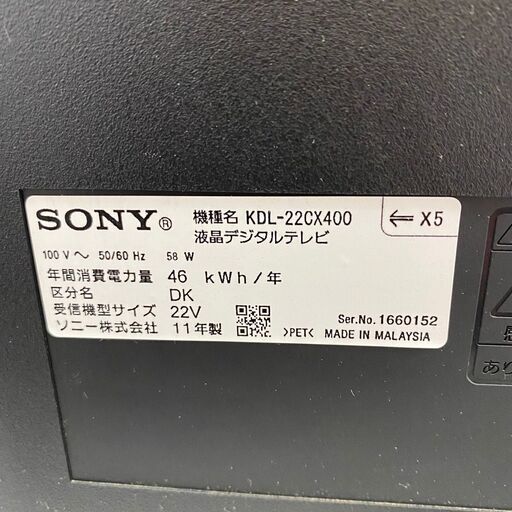 SONY® 機種名 KDL-22CX400
液晶デジタルテレビ
⇐ X5
100 V ～ 50/60 Hz 58 W
年間消費電力量 46 kWh/年
区分名 DK
受信機型サイズ 22V
ソニー株式会社 11年製
Ser.No.1660152
>PET< MADE IN MALAYSIA
感
あり